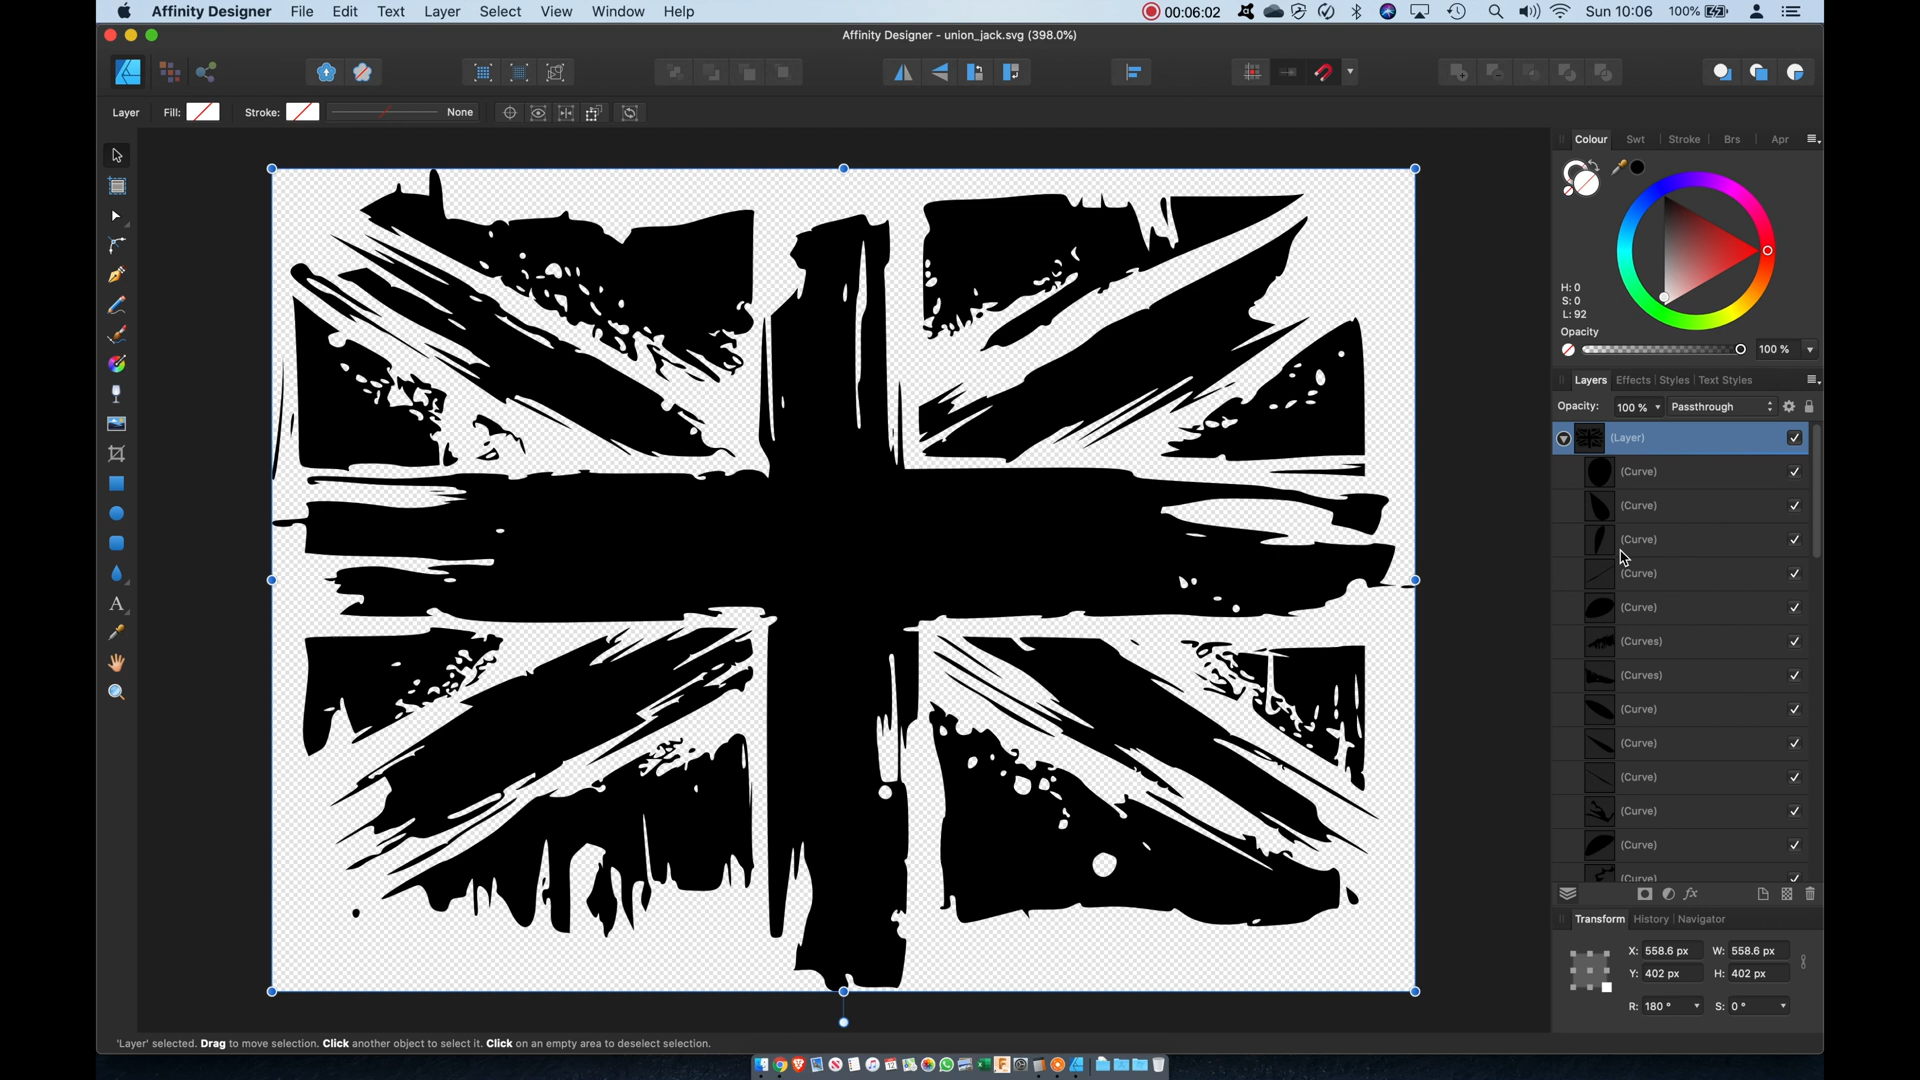 Affinity Designer File Edit Text Layer Select View Window Help 00:06:02 Sun 10:06 100%
Affinity Designer - union_jack.svg (398.0%)
Layer Fill: Stroke: None
Colour Swt Stroke Brs Apr
H: 0
S: 0
L: 92
Opacity
100 %
Layers Effects Styles Text Styles
Opacity: 100 % Passthrough
(Layer)
(Curve)
(Curve)
(Curve)
(Curve)
(Curve)
(Curves)
(Curves)
(Curve)
(Curve)
(Curve)
(Curve)
(Curve)
(Curve)
Transform History Navigator
X: 558.6 px W: 558.6 px
Y: 402 px H: 402 px
R: 180 ° S: 0 °
'Layer' selected. Drag to move selection. Click another object to select it. Click on an empty area to deselect selection.